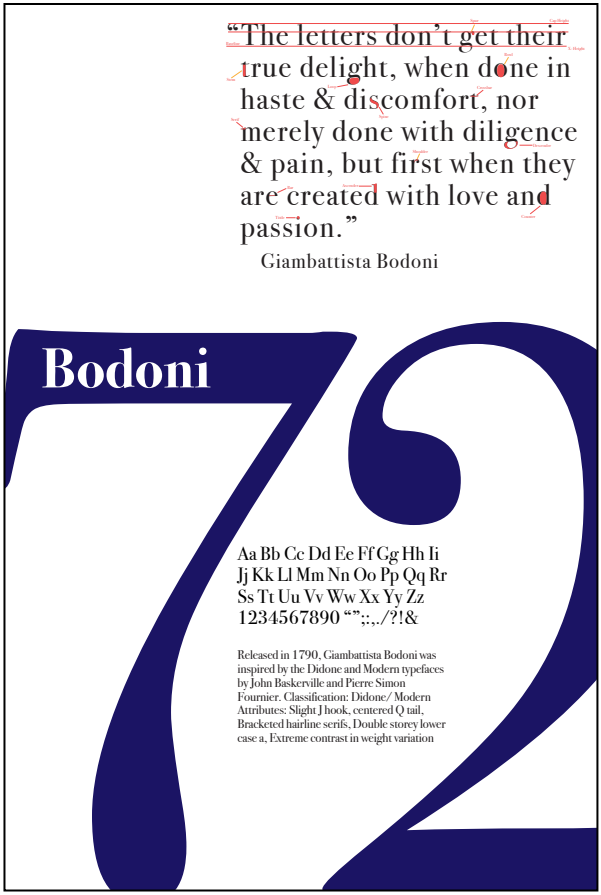 “The letters don’t get their
true delight, when done in
haste & discomfort, nor
merely done with diligence
& pain, but first when they
are created with love and
passion.”
Giambattista Bodoni
Bodoni
72
Aa Bb Cc Dd Ee Ff Gg Hh Ii
Jj Kk Ll Mm Nn Oo Pp Qq Rr
Ss Tt Uu Vv Ww Xx Yy Zz
1234567890 “”;:,./?!&
Released in 1790, Giambattista Bodoni was
inspired by the Didone and Modern typefaces
by John Baskerville and Pierre Simon
Fournier. Classification: Didone/ Modern
Attributes: Slight J hook, centered Q tail,
Bracketed hairline serifs, Double storey lower
case a, Extreme contrast in weight variation